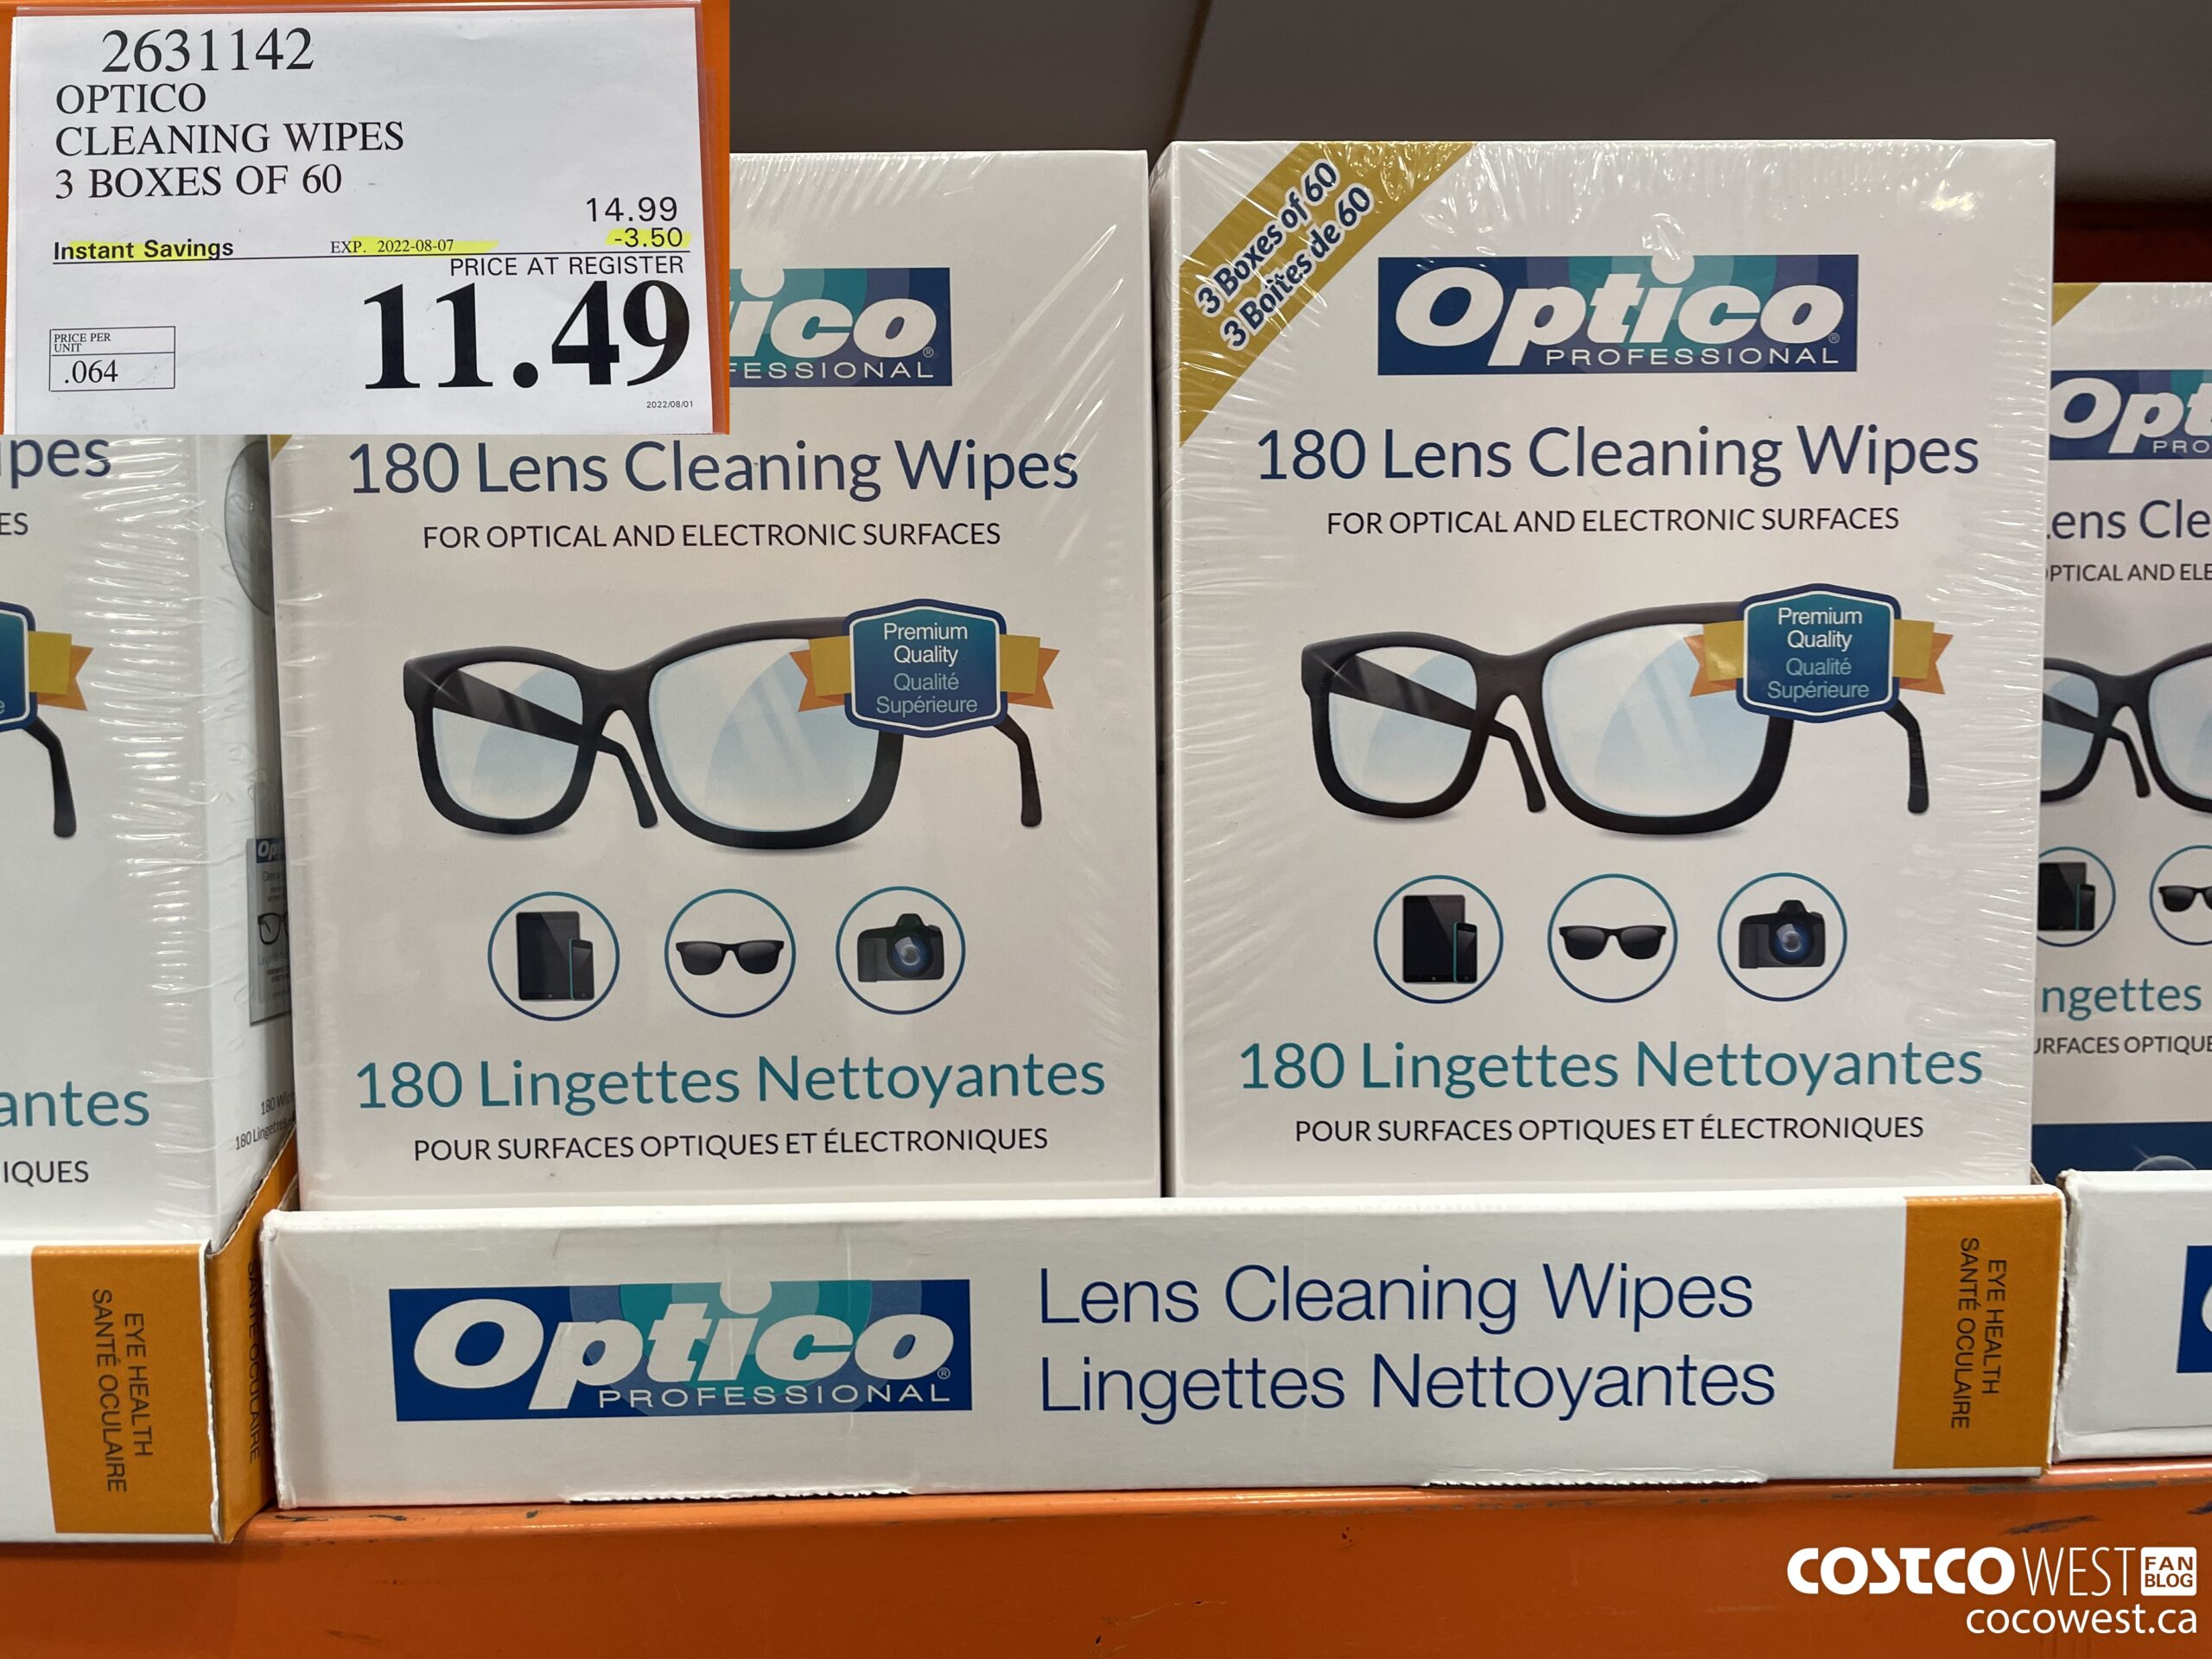 2631142
OPTICO
CLEANING WIPES
3 BOXES OF 60
14.99
Instant Savings EXP. 2022-08-07 -3.50
PRICE AT REGISTER
11.49
PRICE PER
UNIT
.064
2022/08/01
180 Lens Cleaning Wipes
FOR OPTICAL AND ELECTRONIC SURFACES
Premium
Quality
Qualité
Supérieure
180 Lingettes Nettoyantes
POUR SURFACES OPTIQUES ET ÉLECTRONIQUES
3 Boxes of 60
3 Boîtes de 60
Optico®
PROFESSIONAL
180 Lens Cleaning Wipes
FOR OPTICAL AND ELECTRONIC SURFACES
Premium
Quality
Qualité
Supérieure
180 Lingettes Nettoyantes
POUR SURFACES OPTIQUES ET ÉLECTRONIQUES
EYE HEALTH
SANTÉ OCULAIRE
SANTÉ OCULAIRE
Optico®
PROFESSIONAL
Lens Cleaning Wipes
Lingettes Nettoyantes
EYE HEALTH
SANTÉ OCULAIRE
COSTCO WEST FAN BLOG
cocowest.ca